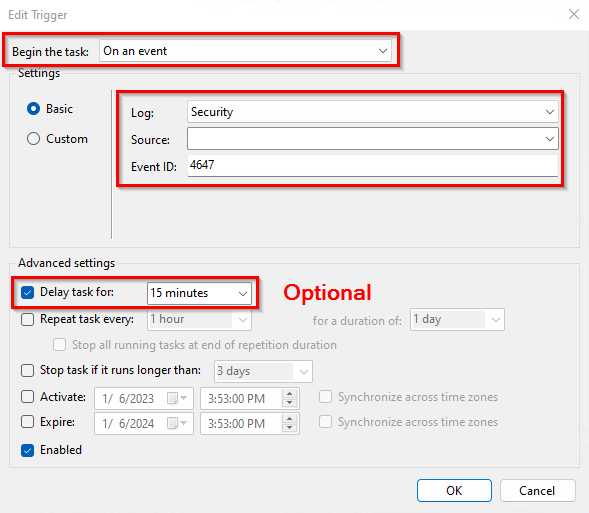 Edit Trigger
Begin the task: On an event
Settings
Basic
Custom
Log: Security
Source:
Event ID: 4647
Advanced settings
Delay task for: 15 minutes Optional
Repeat task every: 1 hour for a duration of: 1 day
Stop all running tasks at end of repetition duration
Stop task if it runs longer than: 3 days
Activate: 1/ 6/2023 3:53:00 PM Synchronize across time zones
Expire: 1/ 6/2024 3:53:00 PM Synchronize across time zones
Enabled
OK Cancel